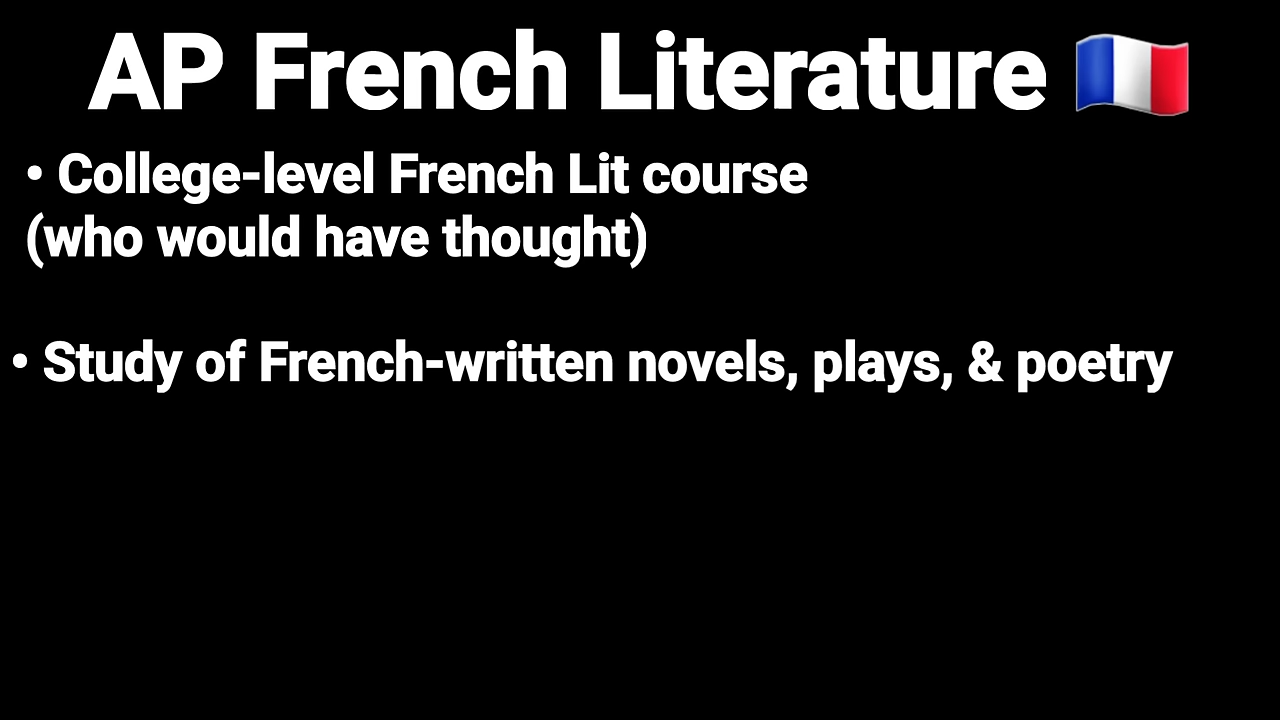 AP French Literature 🇫🇷
• College-level French Lit course
(who would have thought)
• Study of French-written novels, plays, & poetry